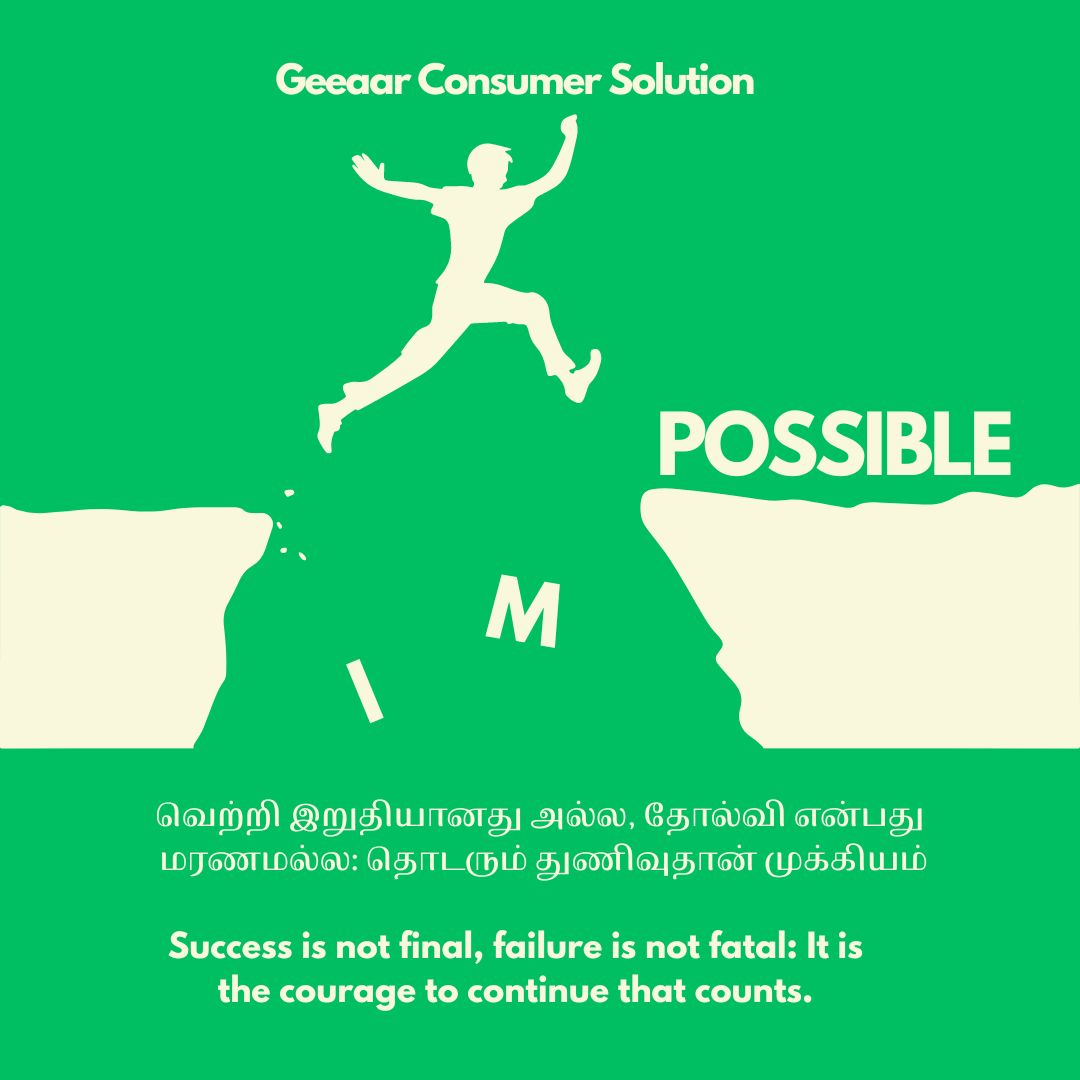 Geeaar Consumer Solution
POSSIBLE
M
I
வெற்றி இறுதியானது அல்ல, தோல்வி என்பது
மரணமல்ல: தொடரும் துணிவுதான் முக்கியம்
Success is not final, failure is not fatal: It is
the courage to continue that counts.